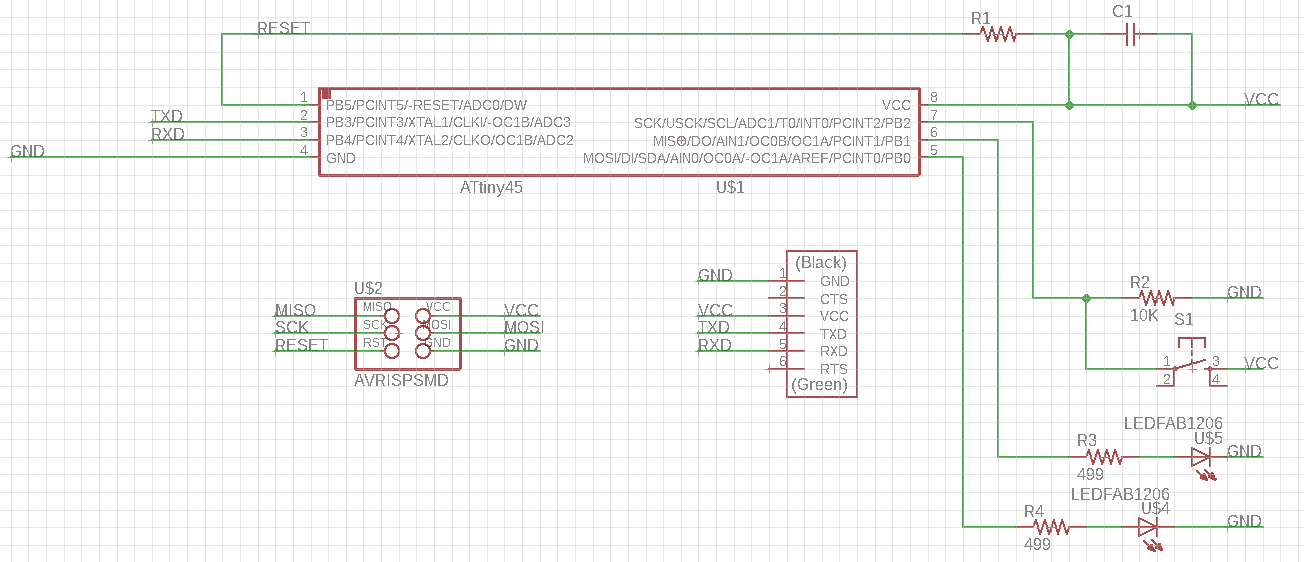 RESET
R1
C1
1 PB5/PCINT5/-RESET/ADC0/DW
VCC 8
VCC
TXD 2 PB3/PCINT3/XTAL1/CLKI/-OC1B/ADC3
SCK/USCK/SCL/ADC1/T0/INT0/PCINT2/PB2 7
RXD 3 PB4/PCINT4/XTAL2/CLKO/OC1B/ADC2
MISO/DO/AIN1/OC0B/OC1A/PCINT1/PB1 6
GND 4 GND
MOSI/DI/SDA/AIN0/OC0A/-OC1A/AREF/PCINT0/PB0 5
ATtiny45
U$1
U$2
MISO MISO VCC VCC
SCK SCK MOSI MOSI
RESET RST GND GND
AVRISPSMD
(Black)
GND 1 GND
2 CTS
VCC 3 VCC
TXD 4 TXD
RXD 5 RXD
6 RTS
(Green)
R2
GND
10K
S1
1 3 VCC
2 4
LEDFAB1206
R3 U$5 GND
499
LEDFAB1206
R4 U$4 GND
499